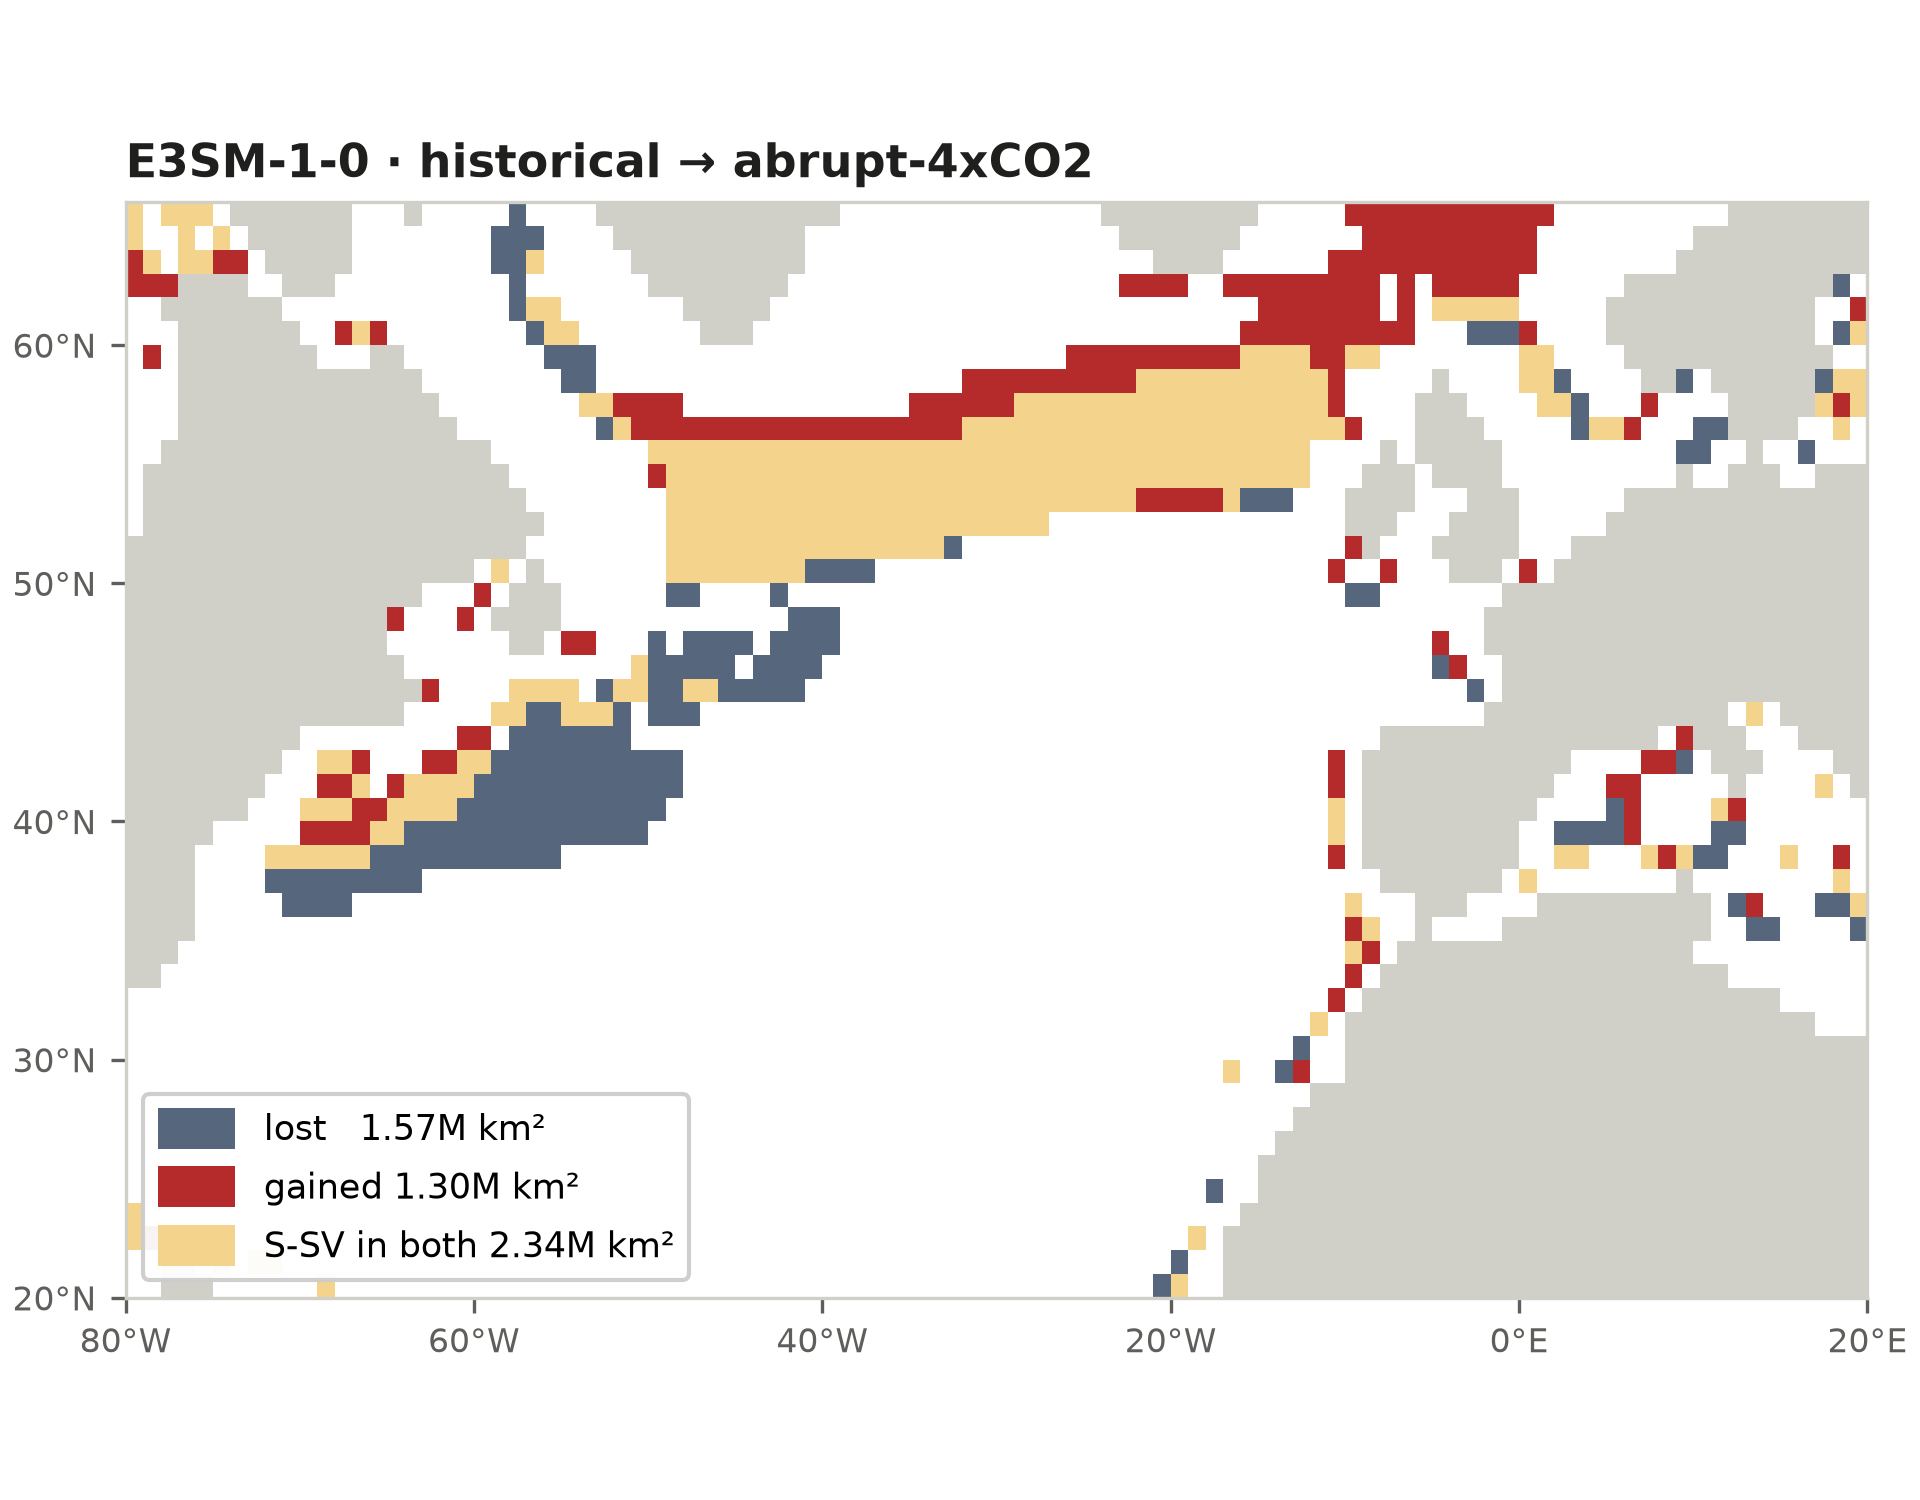 E3SM-1-0 · historical → abrupt-4xCO2
60°N
50°N
40°N
30°N
20°N
lost 1.57M km²
gained 1.30M km²
S-SV in both 2.34M km²
80°W 60°W 40°W 20°W 0°E 20°E